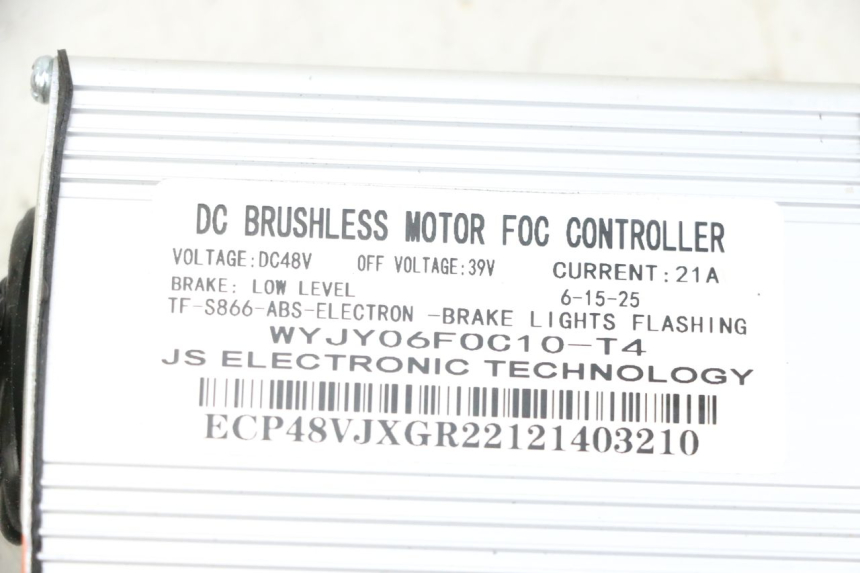 DC BRUSHLESS MOTOR FOC CONTROLLER
VOLTAGE:DC48V OFF VOLTAGE:39V CURRENT:21A
BRAKE: LOW LEVEL 6-15-25
TF-S866-ABS-ELECTRON -BRAKE LIGHTS FLASHING
WYJY06FOC10-T4
JS ELECTRONIC TECHNOLOGY
ECP48VJXGR22121403210